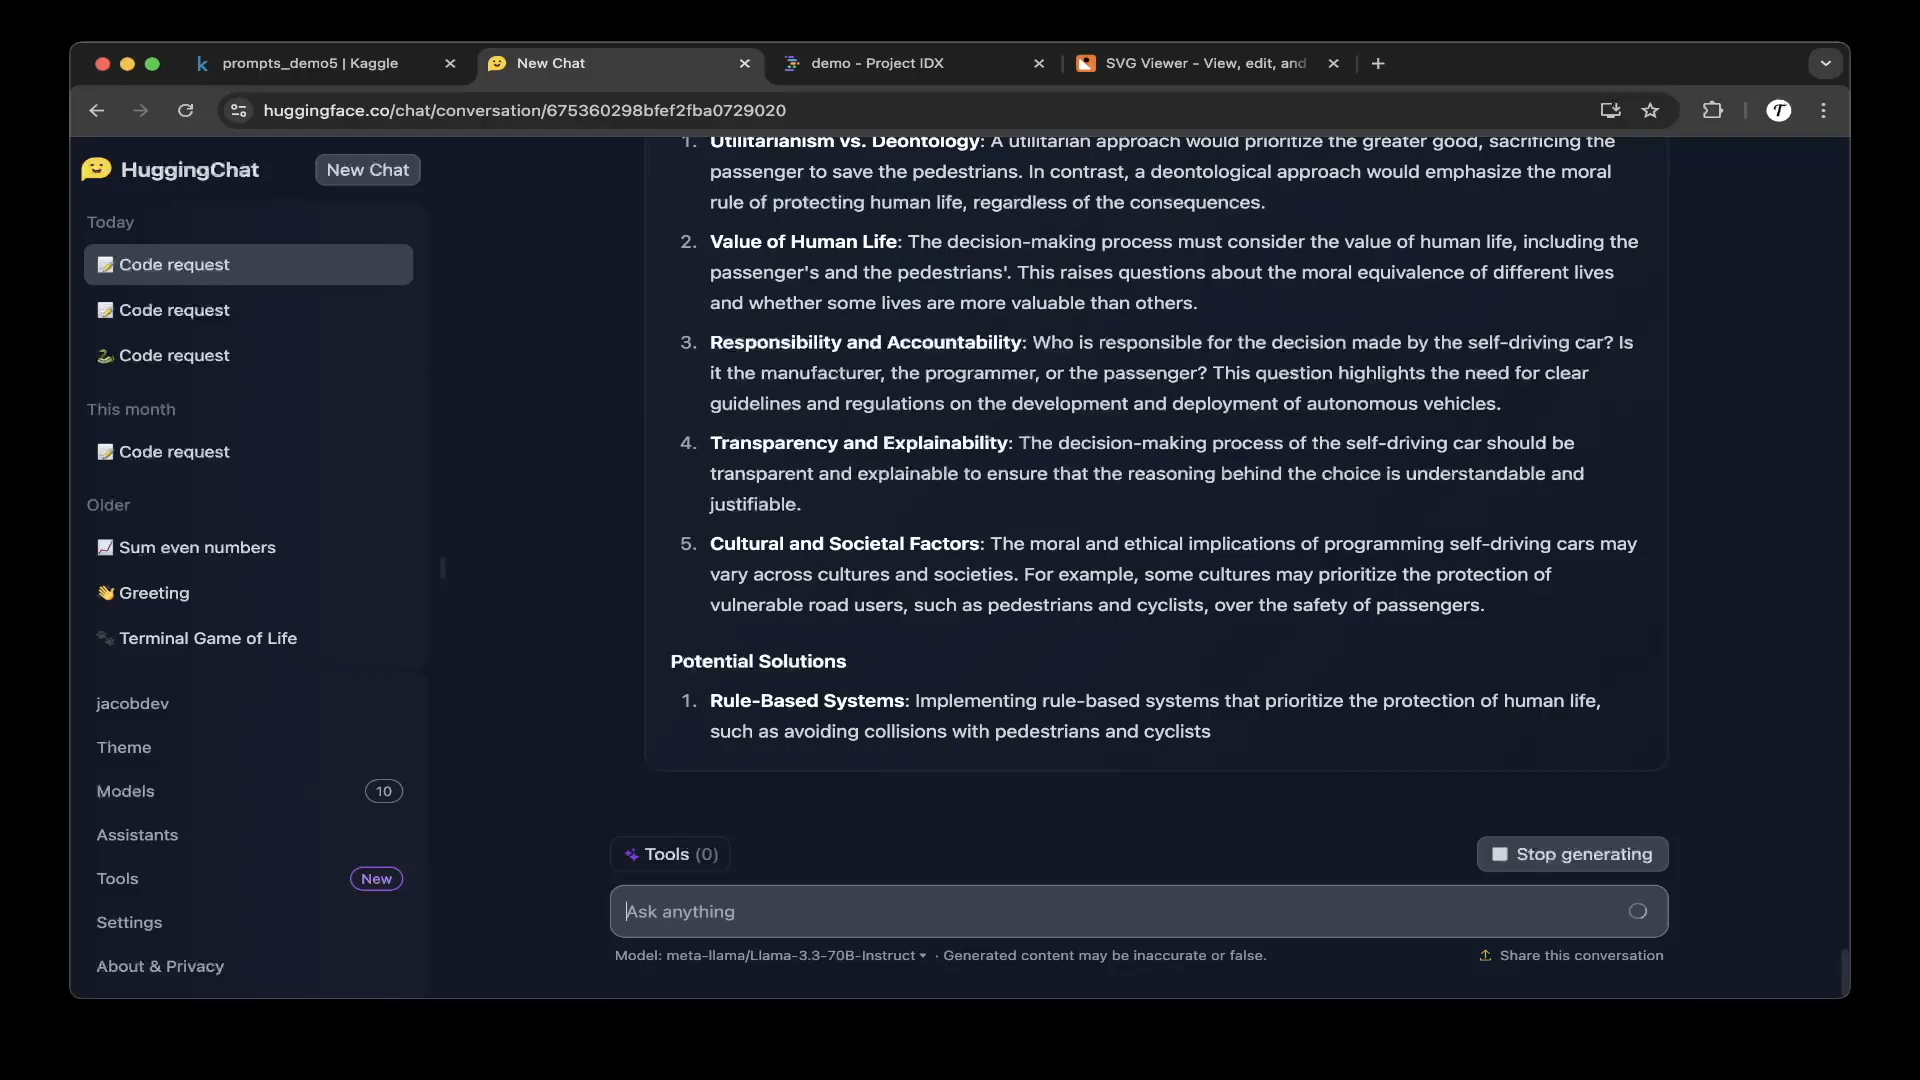 prompts_demo5 | Kaggle
New Chat
demo - Project IDX
SVG Viewer - View, edit, and
huggingface.co/chat/conversation/675360298bfef2fba0729020
HuggingChat
New Chat
Today
Code request
Code request
Code request
This month
Code request
Older
Sum even numbers
Greeting
Terminal Game of Life
jacobdev
Theme
Models
10
Assistants
Tools
New
Settings
About & Privacy
1. Utilitarianism vs. Deontology: A utilitarian approach would prioritize the greater good, sacrificing the
passenger to save the pedestrians. In contrast, a deontological approach would emphasize the moral
rule of protecting human life, regardless of the consequences.
2. Value of Human Life: The decision-making process must consider the value of human life, including the
passenger's and the pedestrians'. This raises questions about the moral equivalence of different lives
and whether some lives are more valuable than others.
3. Responsibility and Accountability: Who is responsible for the decision made by the self-driving car? Is
it the manufacturer, the programmer, or the passenger? This question highlights the need for clear
guidelines and regulations on the development and deployment of autonomous vehicles.
4. Transparency and Explainability: The decision-making process of the self-driving car should be
transparent and explainable to ensure that the reasoning behind the choice is understandable and
justifiable.
5. Cultural and Societal Factors: The moral and ethical implications of programming self-driving cars may
vary across cultures and societies. For example, some cultures may prioritize the protection of
vulnerable road users, such as pedestrians and cyclists, over the safety of passengers.
Potential Solutions
1. Rule-Based Systems: Implementing rule-based systems that prioritize the protection of human life,
such as avoiding collisions with pedestrians and cyclists
Tools (0)
Stop generating
Ask anything
Model: meta-llama/Llama-3.3-70B-Instruct · Generated content may be inaccurate or false.
Share this conversation